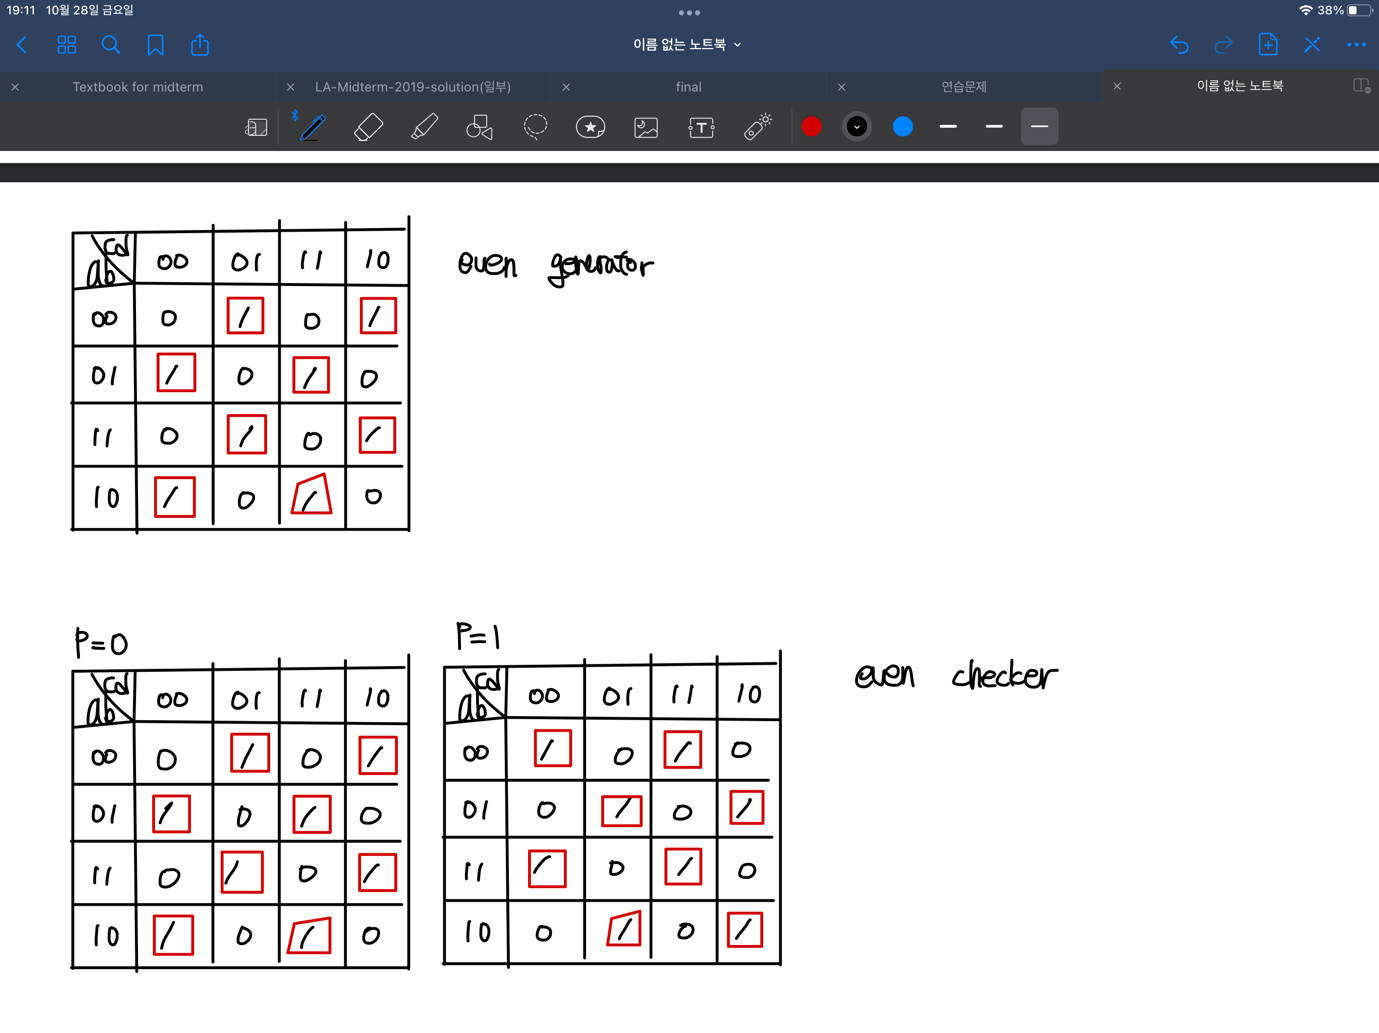 19:11 10월 28일 금요일
38%
이름 없는 노트북
Textbook for midterm
LA-Midterm-2019-solution(일부)
final
연습문제
이름 없는 노트북
cd
ab
00 01 11 10
00 0 1 0 1
01 1 0 1 0
11 0 1 0 1
10 1 0 1 0
even generator
P=0
cd
ab
00 01 11 10
00 0 1 0 1
01 1 0 1 0
11 0 1 0 1
10 1 0 1 0
P=1
cd
ab
00 01 11 10
00 1 0 1 0
01 0 1 0 1
11 1 0 1 0
10 0 1 0 1
even checker